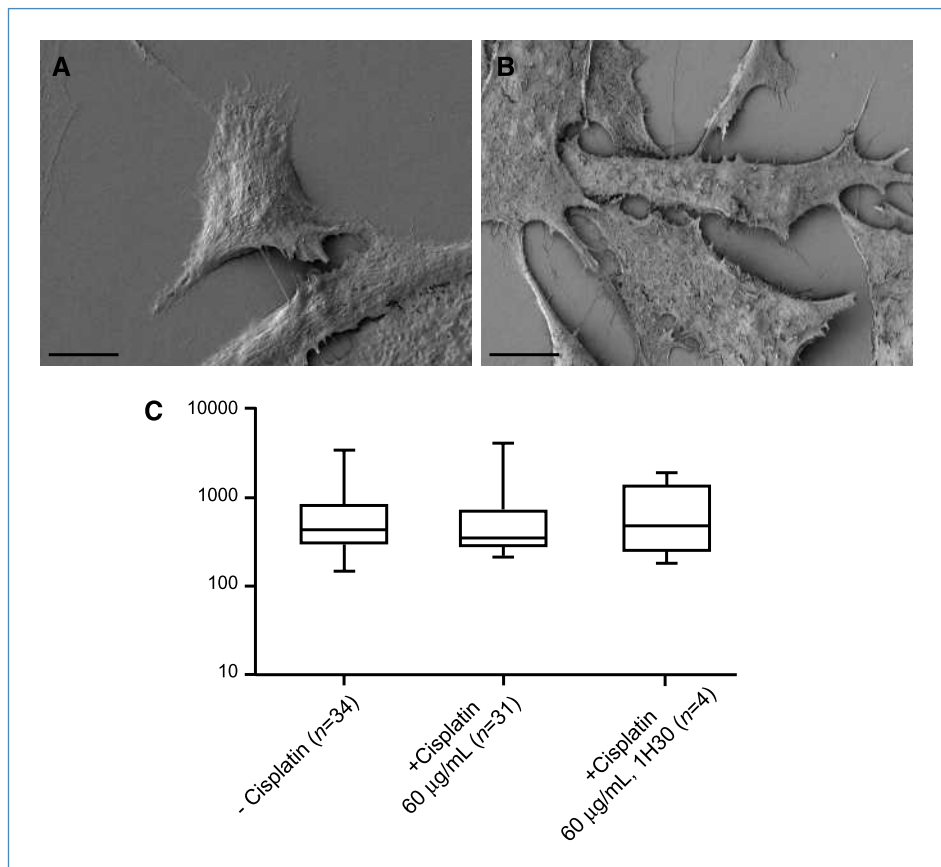 A
B
C
10000
1000
100
10
- Cisplatin (n=34)
+Cisplatin
60 µg/mL (n=31)
+Cisplatin
60 µg/mL, 1H30 (n=4)